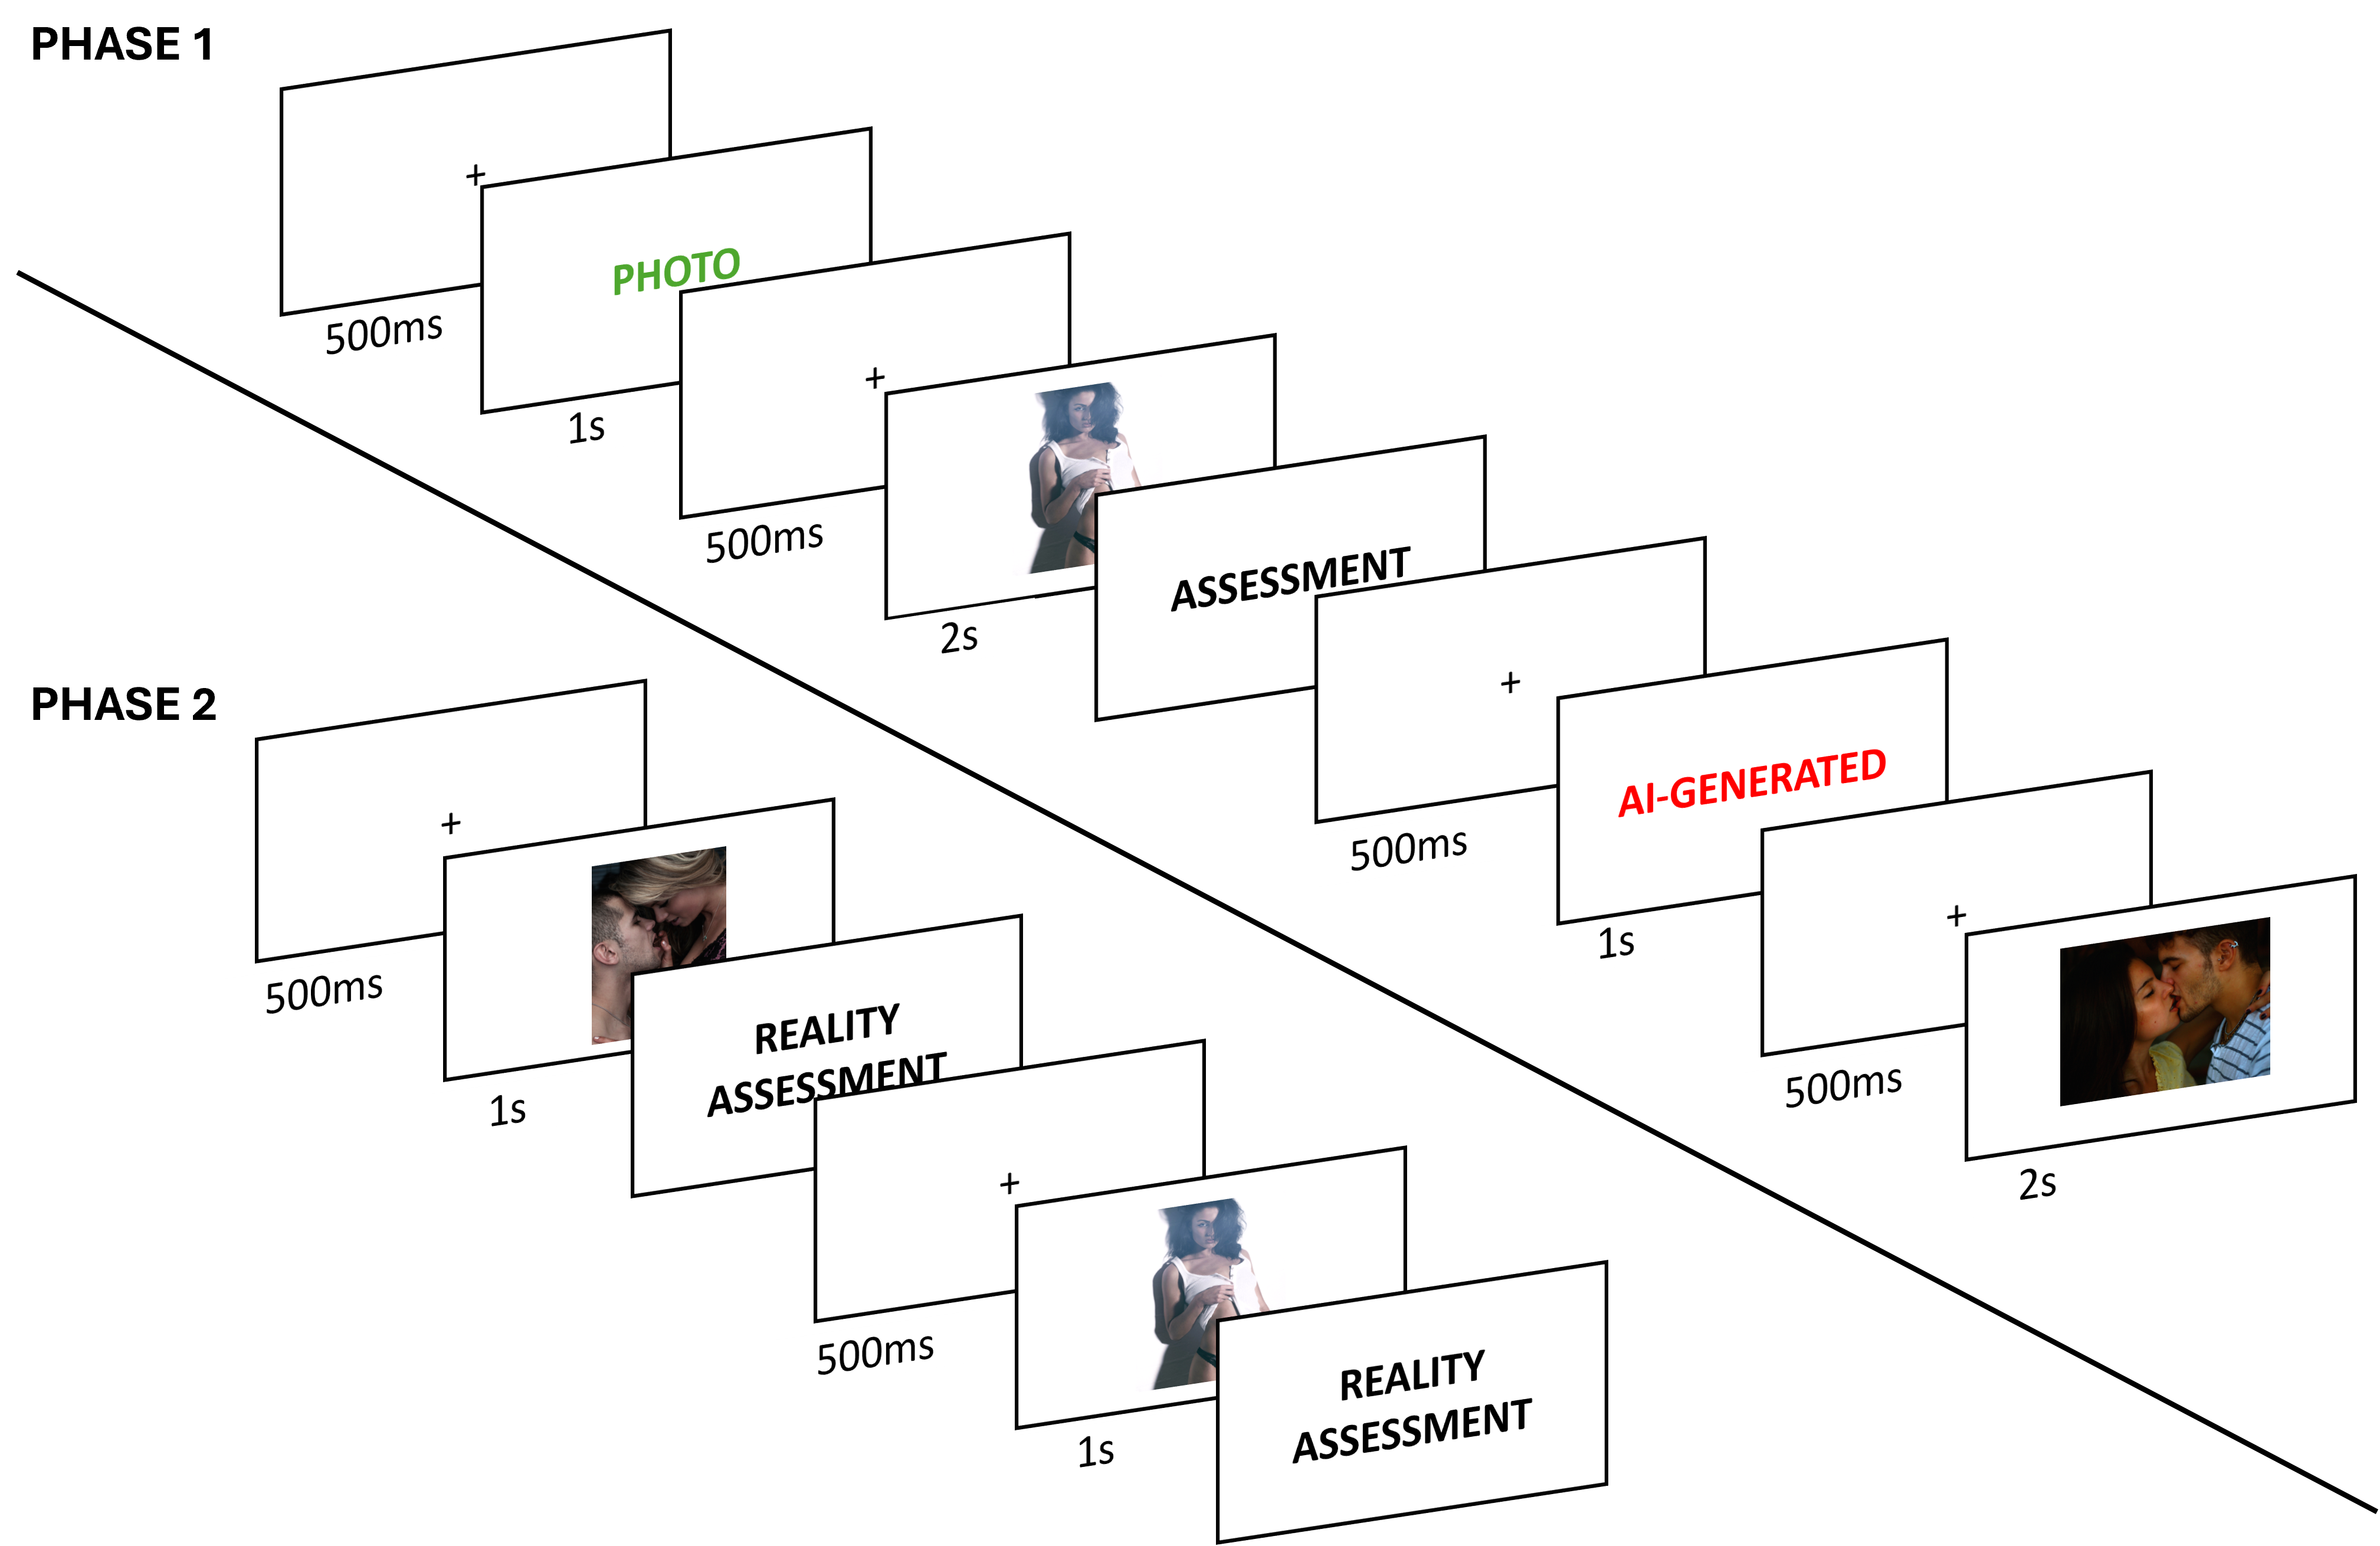 PHASE 1
+
500ms
PHOTO
1s
+
500ms
2s
ASSESSMENT
+
500ms
AI-GENERATED
1s
+
500ms
2s
PHASE 2
+
500ms
1s
REALITY
ASSESSMENT
+
500ms
1s
REALITY
ASSESSMENT